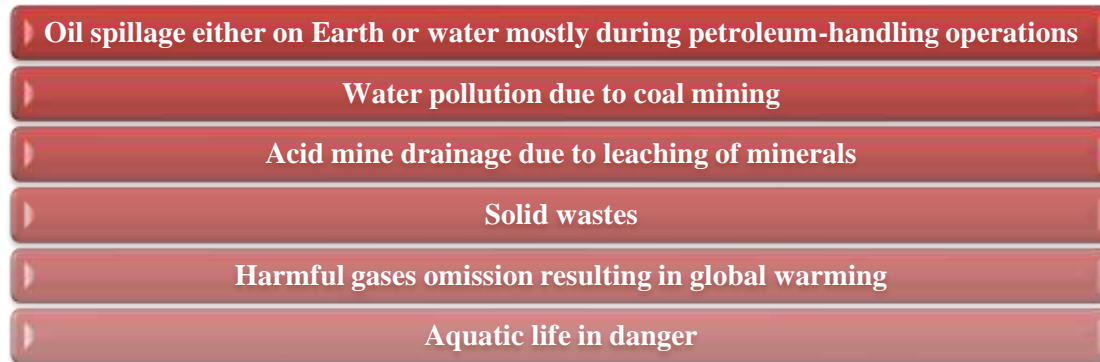 Oil spillage either on Earth or water mostly during petroleum-handling operations
Water pollution due to coal mining
Acid mine drainage due to leaching of minerals
Solid wastes
Harmful gases omission resulting in global warming
Aquatic life in danger